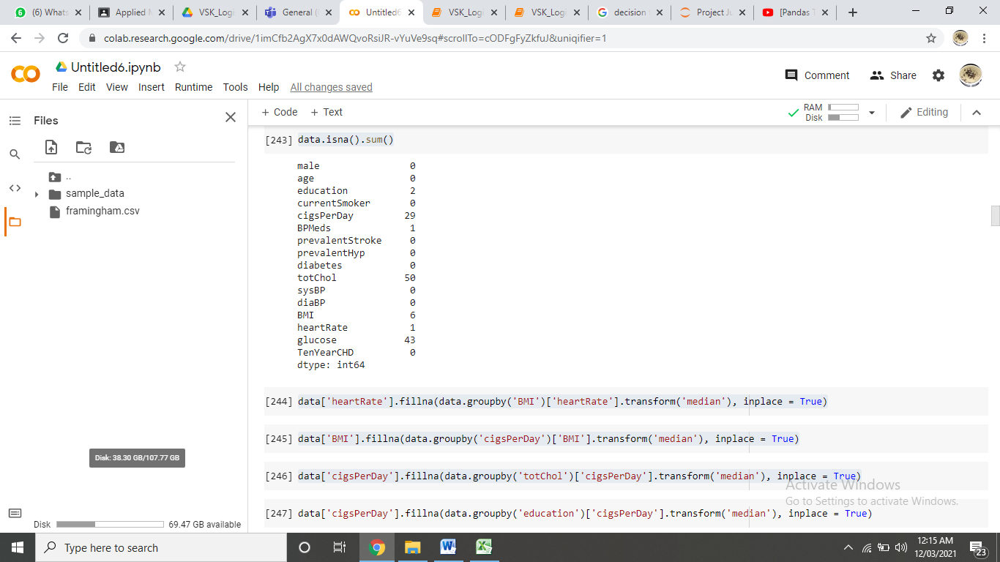 (6) Whats
Applied M
VSK_Logi
General (
Untitled6
VSK_Logi
VSK_Logi
decision
Project Ju
[Pandas T
colab.research.google.com/drive/1imCfb2AgX7x0dAWQvoRsiJR-vYuVe9sq#scrollTo=cODFgFyZkfuJ&uniqifier=1
Untitled6.ipynb
File Edit View Insert Runtime Tools Help All changes saved
Comment Share
Files
+ Code + Text
RAM
Disk
Editing
..
sample_data
framingham.csv
Disk: 38.30 GB/107.77 GB
Disk 69.47 GB available
[243] data.isna().sum()
male 0
age 0
education 2
currentSmoker 0
cigsPerDay 29
BPMeds 1
prevalentStroke 0
prevalentHyp 0
diabetes 0
totChol 50
sysBP 0
diaBP 0
BMI 6
heartRate 1
glucose 43
TenYearCHD 0
dtype: int64
[244] data['heartRate'].fillna(data.groupby('BMI')['heartRate'].transform('median'), inplace = True)
[245] data['BMI'].fillna(data.groupby('cigsPerDay')['BMI'].transform('median'), inplace = True)
[246] data['cigsPerDay'].fillna(data.groupby('totChol')['cigsPerDay'].transform('median'), inplace = True)
[247] data['cigsPerDay'].fillna(data.groupby('education')['cigsPerDay'].transform('median'), inplace = True)
Activate Windows
Go to Settings to activate Windows.
Type here to search
12:15 AM
12/03/2021
23